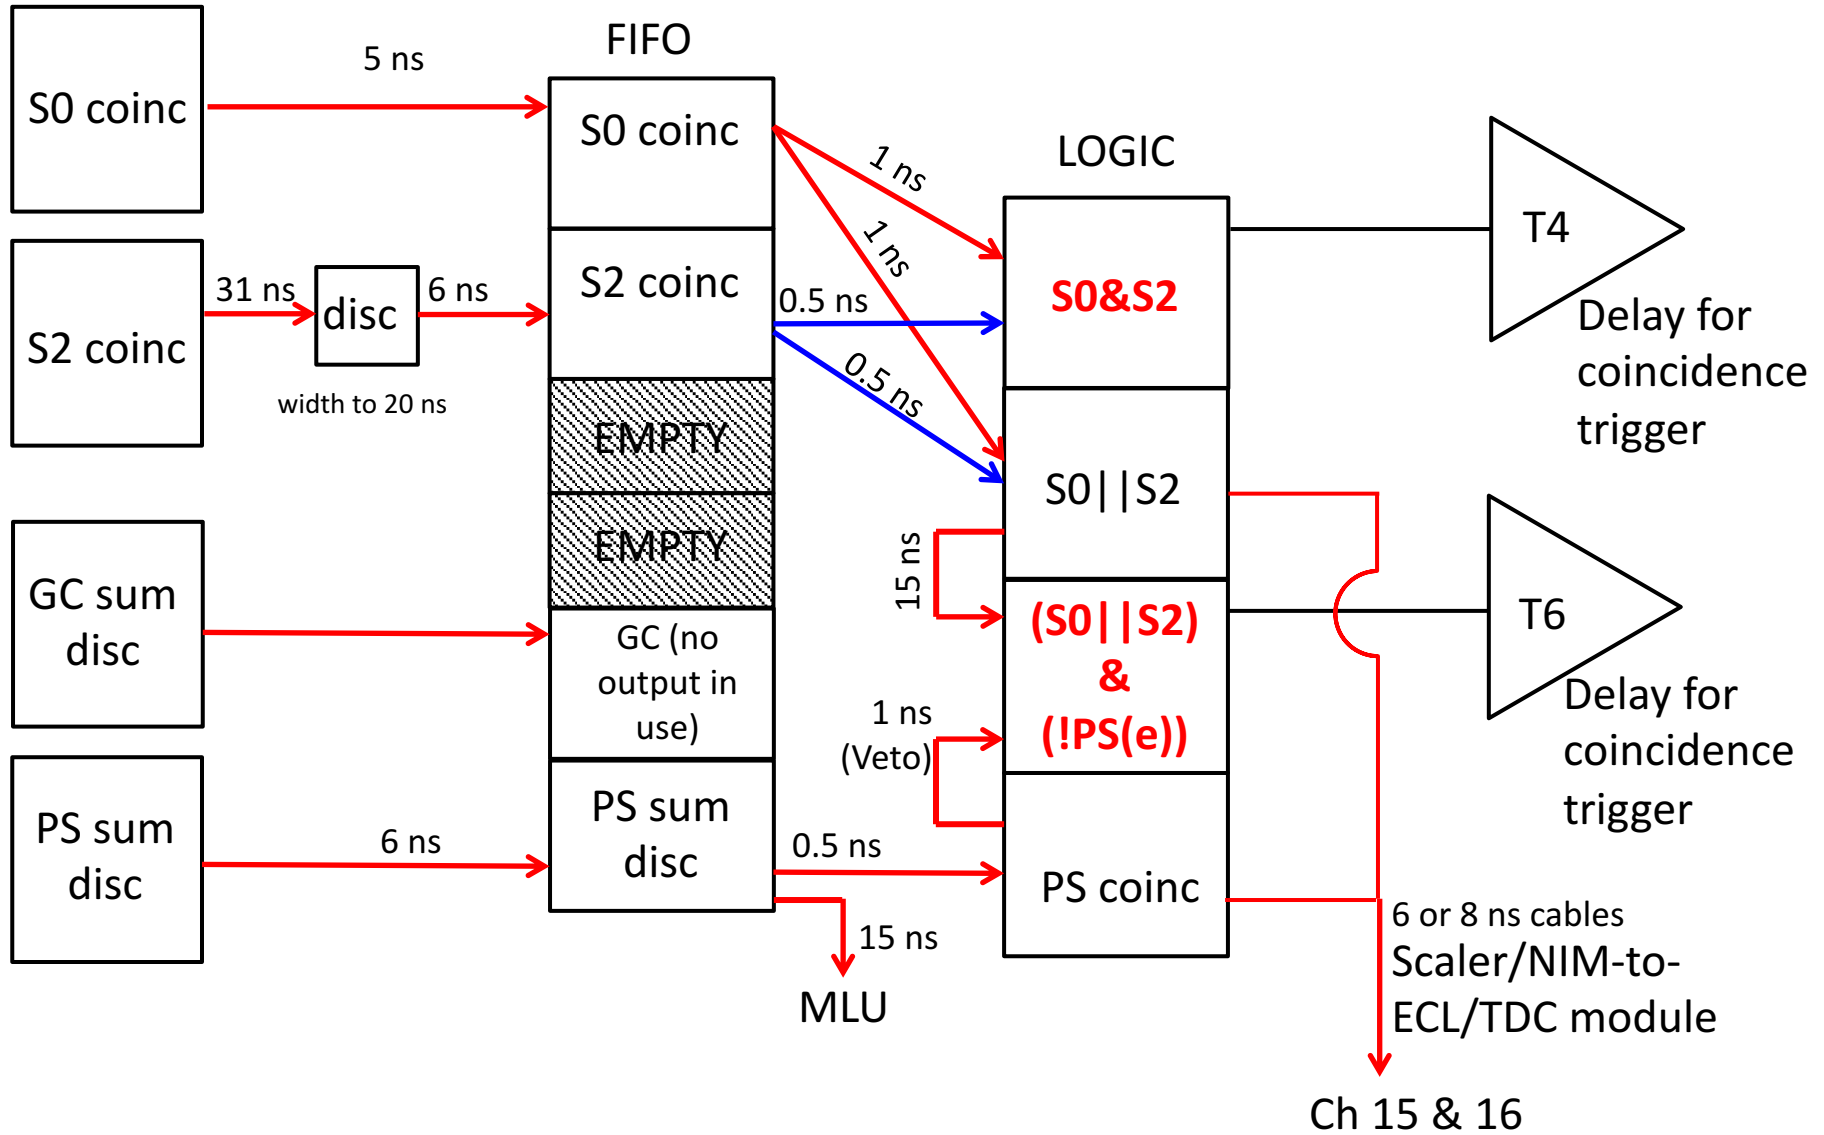 FIFO
5 ns
S0 coinc
S0 coinc
LOGIC
1 ns
1 ns
T4
S2 coinc
31 ns
disc
6 ns
width to 20 ns
S2 coinc
0.5 ns
0.5 ns
S0&S2
Delay for
coincidence
trigger
EMPTY
EMPTY
S0||S2
15 ns
GC sum
disc
GC (no
output in
use)
(S0||S2)
&
(!PS(e))
T6
Delay for
coincidence
trigger
1 ns
(Veto)
PS sum
disc
6 ns
PS sum
disc
0.5 ns
PS coinc
15 ns
MLU
6 or 8 ns cables
Scaler/NIM-to-
ECL/TDC module
Ch 15 & 16